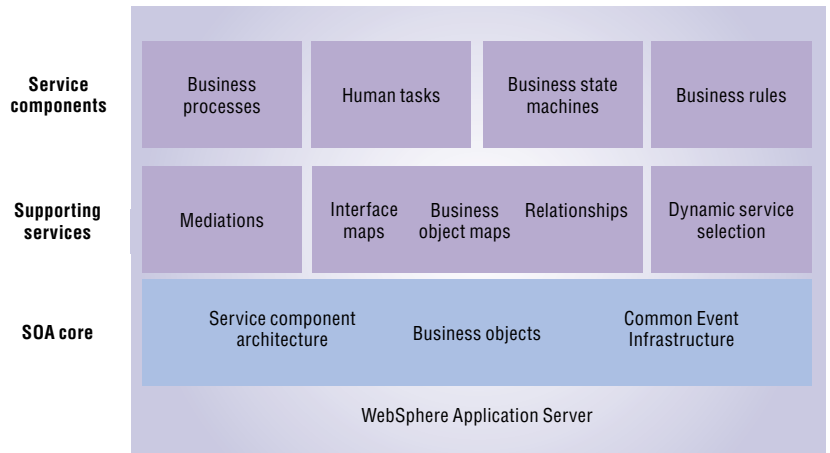 Service
components
Business
processes
Human tasks
Business state
machines
Business rules
Supporting
services
Mediations
Interface
maps
Business
object maps
Relationships
Dynamic service
selection
SOA core
Service component
architecture
Business objects
Common Event
Infrastructure
WebSphere Application Server